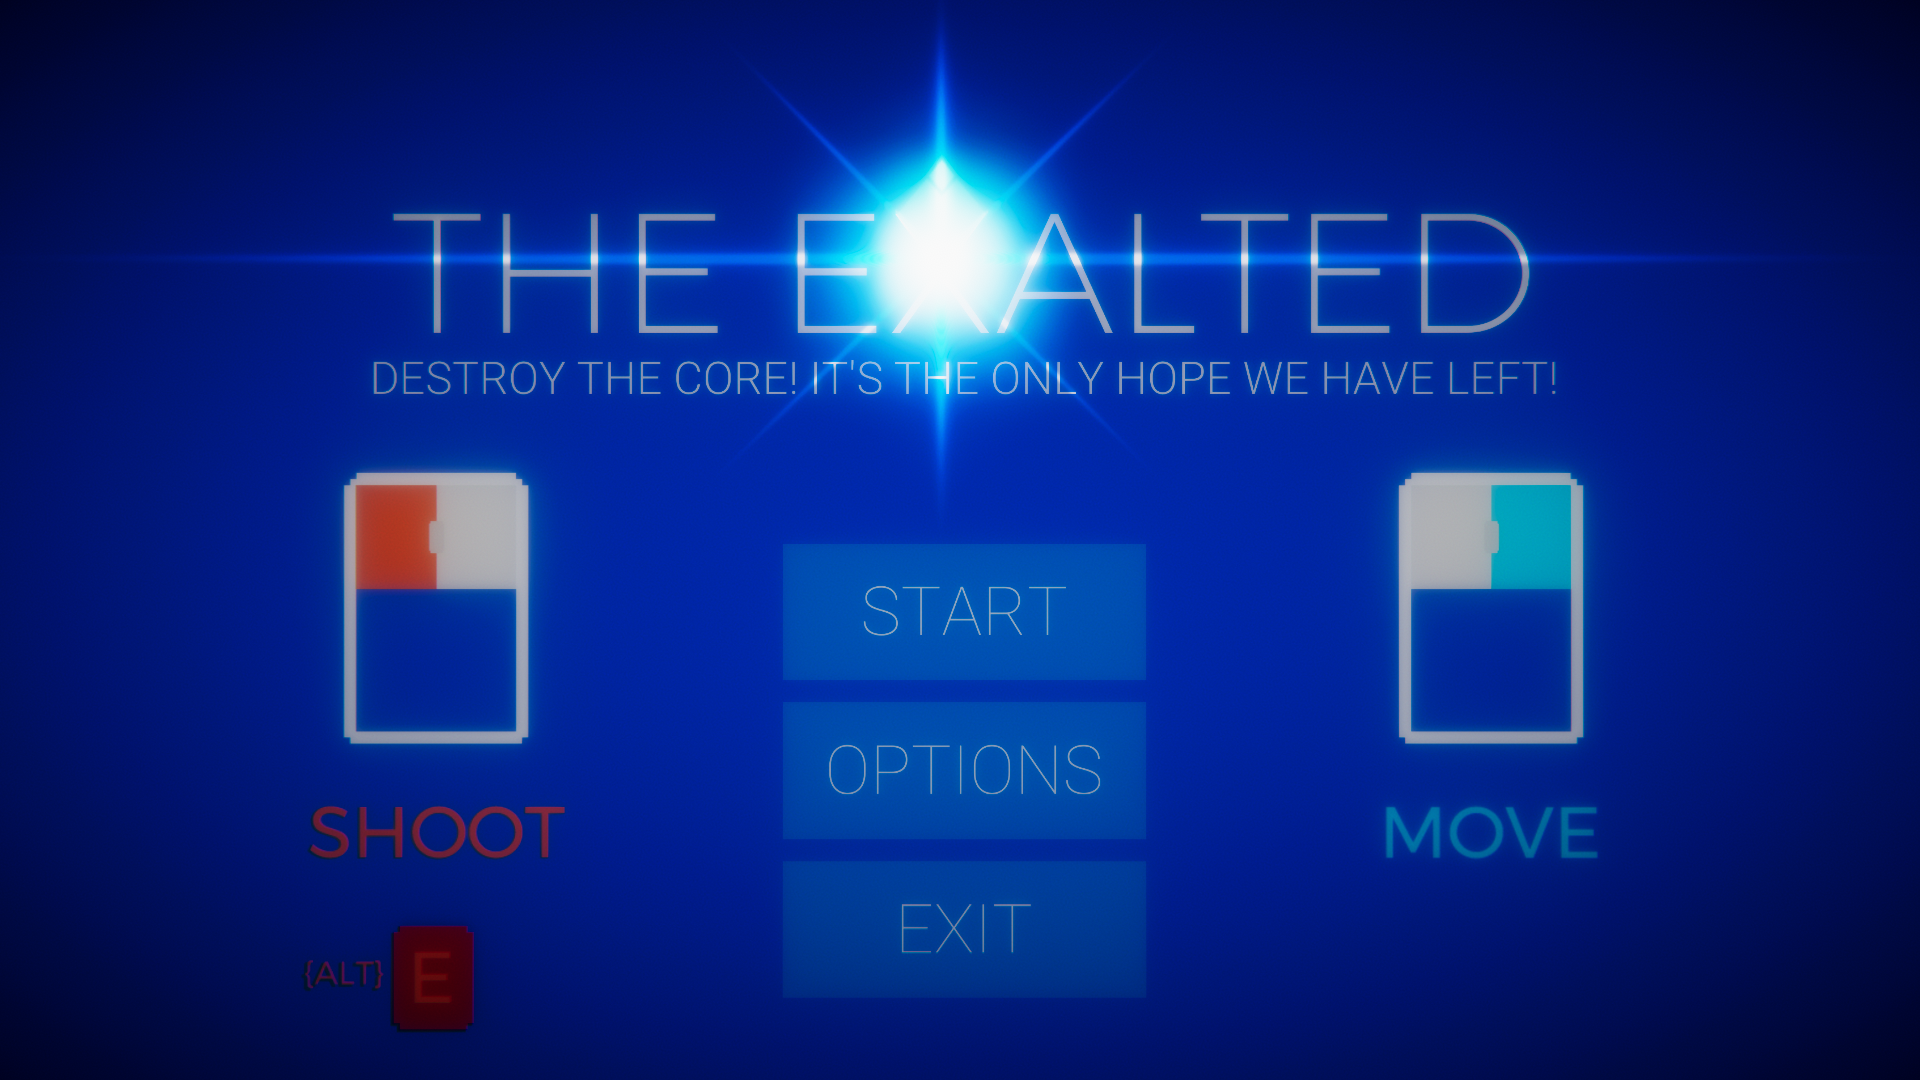 THE EXALTED
DESTROY THE CORE! IT'S THE ONLY HOPE WE HAVE LEFT!
START
OPTIONS
EXIT
SHOOT
{ALT} E
MOVE